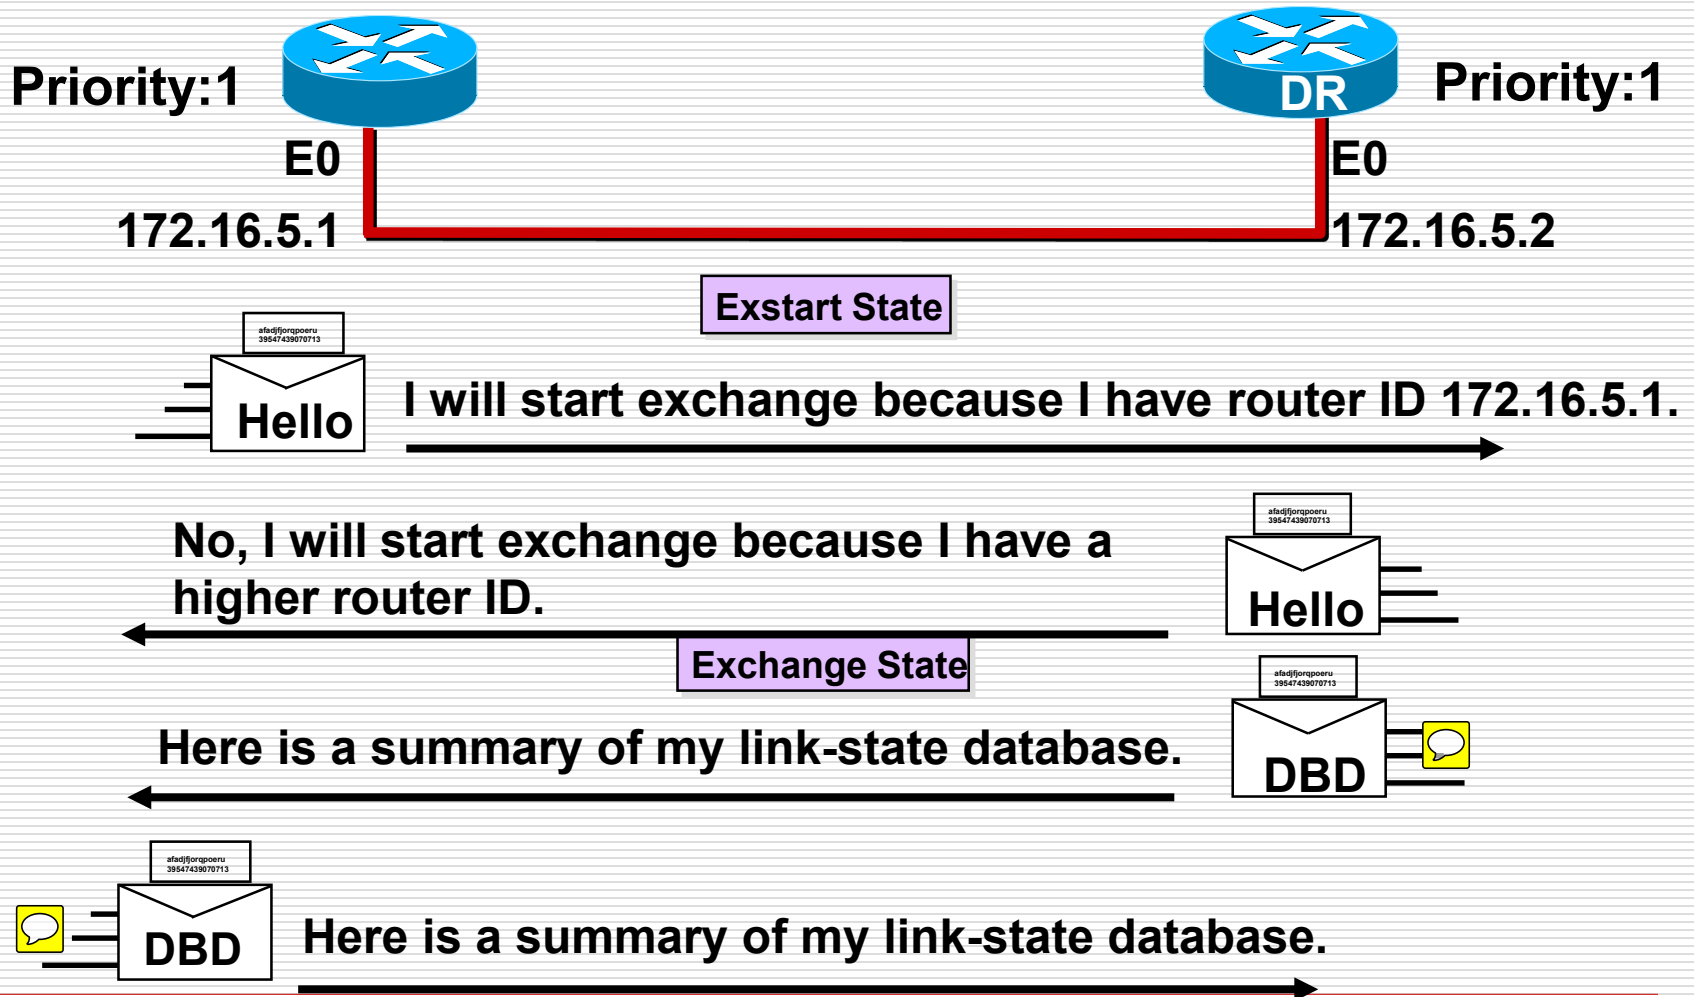 Priority:1
DR
Priority:1
E0
E0
172.16.5.1
172.16.5.2
Exstart State
afadjfjorqpoeru
39547439070713
Hello
I will start exchange because I have router ID 172.16.5.1.
No, I will start exchange because I have a
higher router ID.
afadjfjorqpoeru
39547439070713
Hello
Exchange State
Here is a summary of my link-state database.
afadjfjorqpoeru
39547439070713
DBD
afadjfjorqpoeru
39547439070713
DBD
Here is a summary of my link-state database.